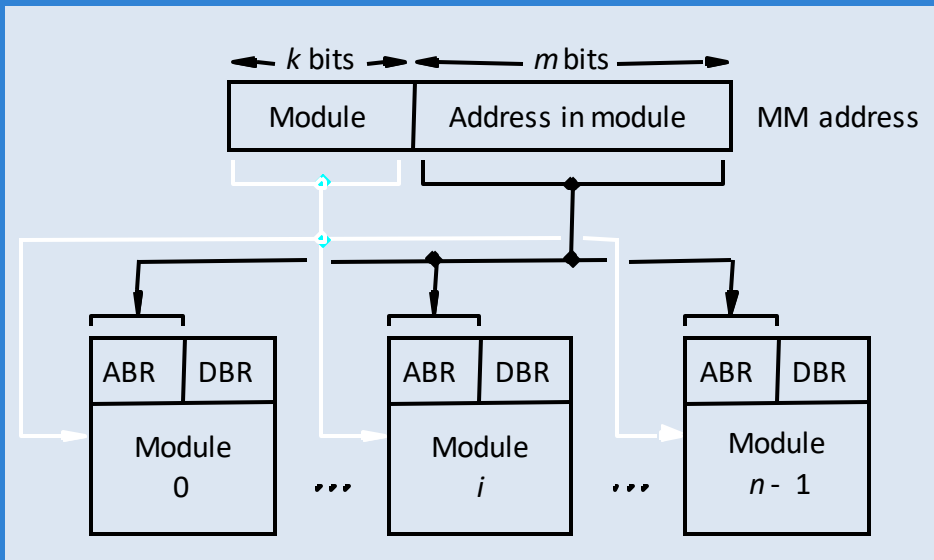 k bits m bits
Module Address in module MM address
ABR DBR ABR DBR ABR DBR
Module Module Module
0 ... i ... n - 1